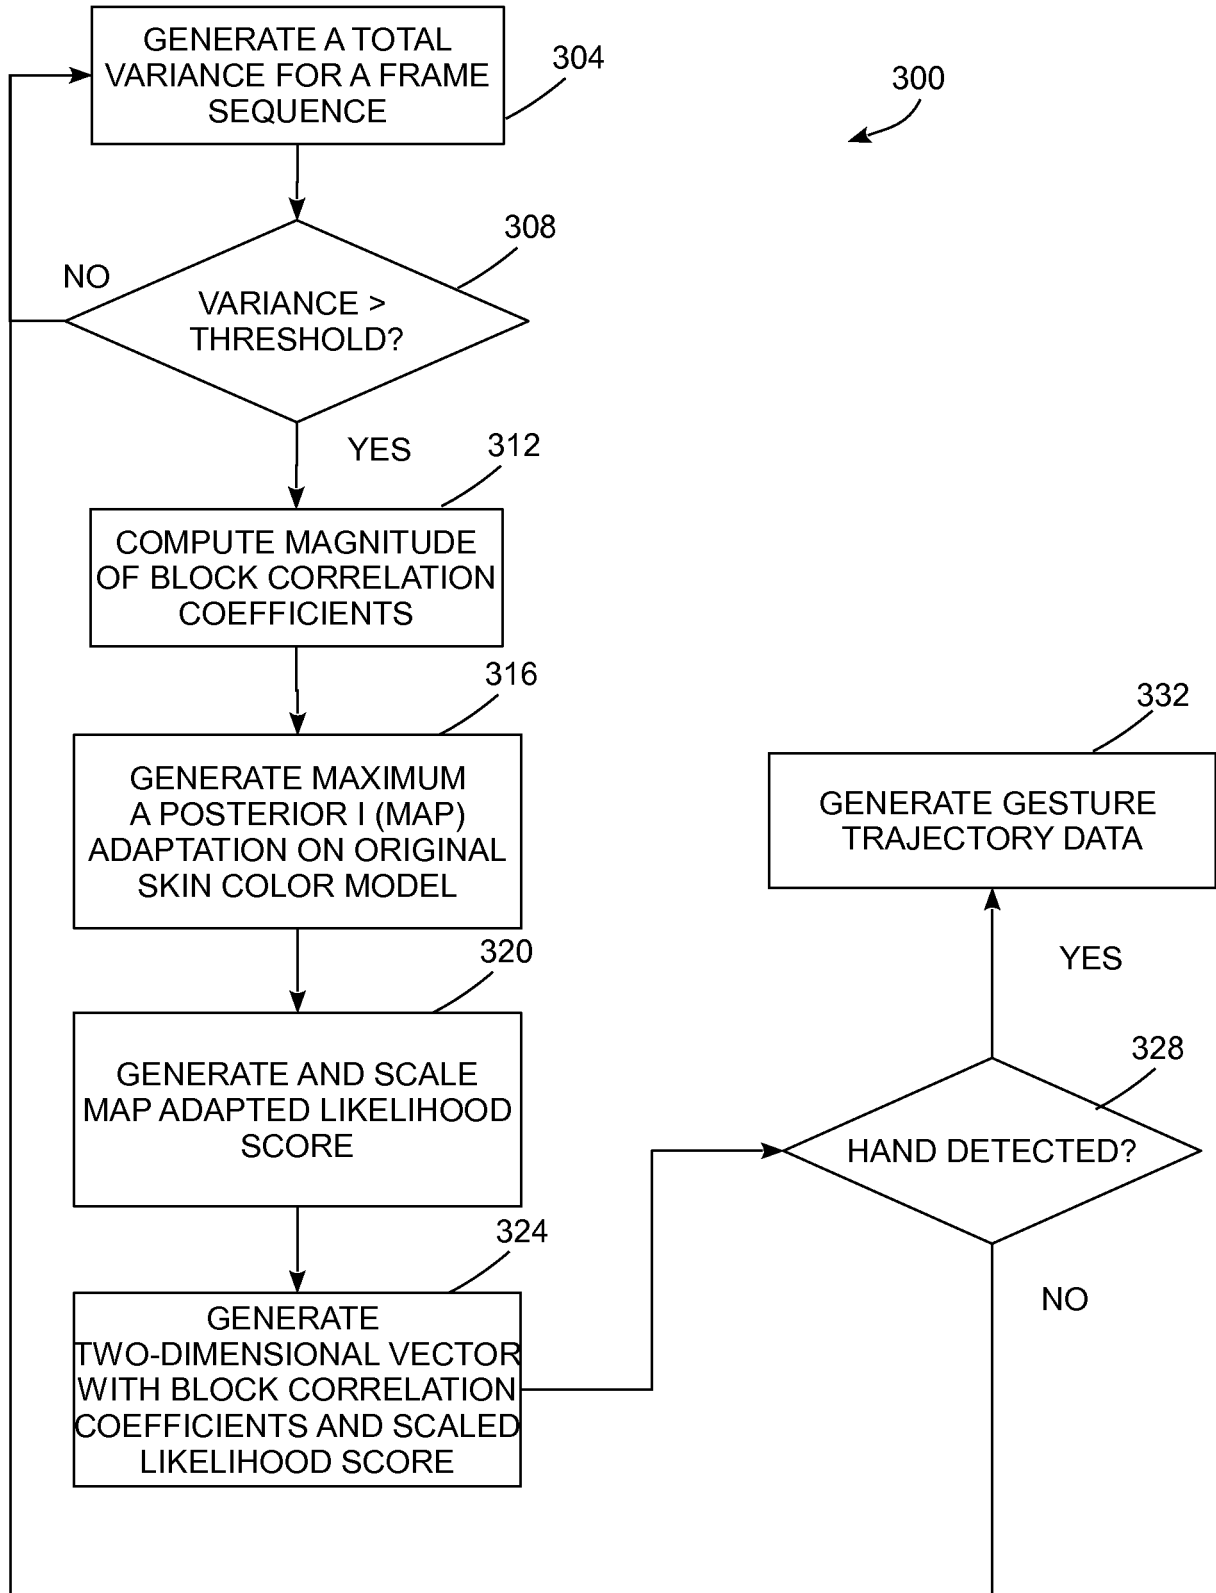 GENERATE A TOTAL
VARIANCE FOR A FRAME
SEQUENCE
304
300
308
NO
VARIANCE >
THRESHOLD?
YES
312
COMPUTE MAGNITUDE
OF BLOCK CORRELATION
COEFFICIENTS
316
GENERATE MAXIMUM
A POSTERIOR I (MAP)
ADAPTATION ON ORIGINAL
SKIN COLOR MODEL
320
GENERATE AND SCALE
MAP ADAPTED LIKELIHOOD
SCORE
324
GENERATE
TWO-DIMENSIONAL VECTOR
WITH BLOCK CORRELATION
COEFFICIENTS AND SCALED
LIKELIHOOD SCORE
332
GENERATE GESTURE
TRAJECTORY DATA
YES
328
HAND DETECTED?
NO